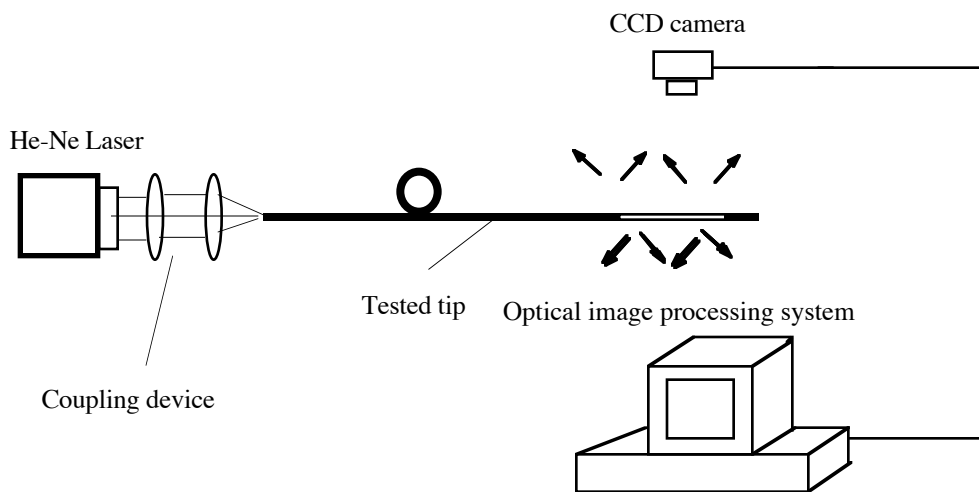 CCD camera
He-Ne Laser
Tested tip
Optical image processing system
Coupling device